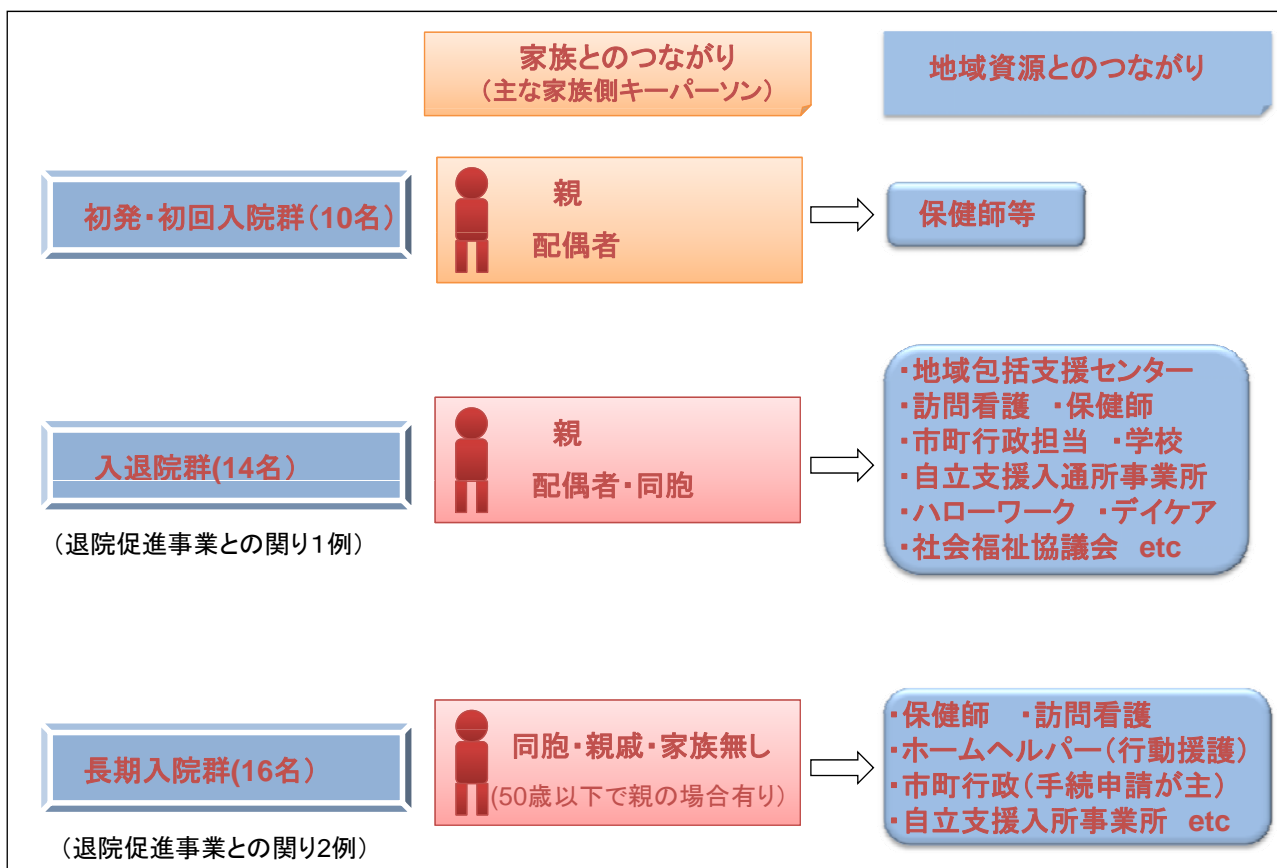 家族とのつながり
（主な家族側キーパーソン）
地域資源とのつながり
初発・初回入院群（10名）
親
配偶者
保健師等
入退院群(14名）
（退院促進事業との関り１例）
親
配偶者・同胞
・地域包括支援センター
・訪問看護　・保健師
・市町行政担当　・学校
・自立支援入通所事業所
・ハローワーク　・デイケア
・社会福祉協議会　etc
長期入院群(16名）
（退院促進事業との関り2例）
同胞・親戚・家族無し
(50歳以下で親の場合有り）
・保健師　・訪問看護
・ホームヘルパー（行動援護）
・市町行政（手続申請が主）
・自立支援入所事業所　etc